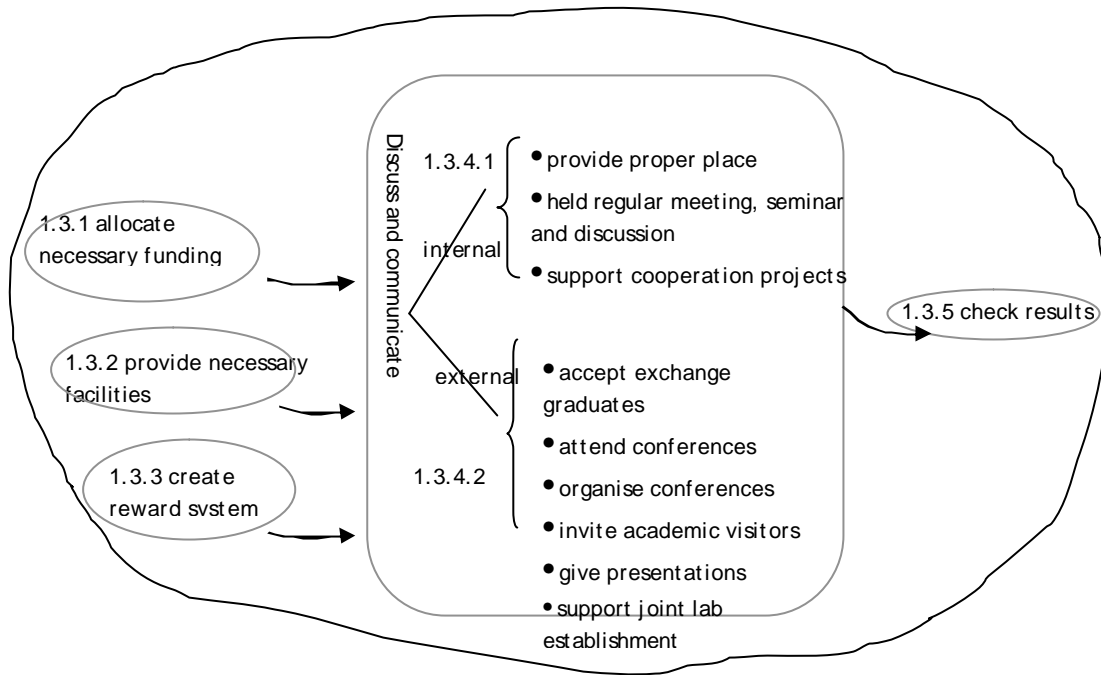 1.3.1 allocate
necessary funding
1.3.2 provide necessary
facilities
1.3.3 create
reward system
Discuss and communicate
1.3.4.1
internal
• provide proper place
• held regular meeting, seminar
and discussion
• support cooperation projects
external
1.3.4.2
• accept exchange
graduates
• attend conferences
• organise conferences
• invite academic visitors
• give presentations
• support joint lab
establishment
1.3.5 check results